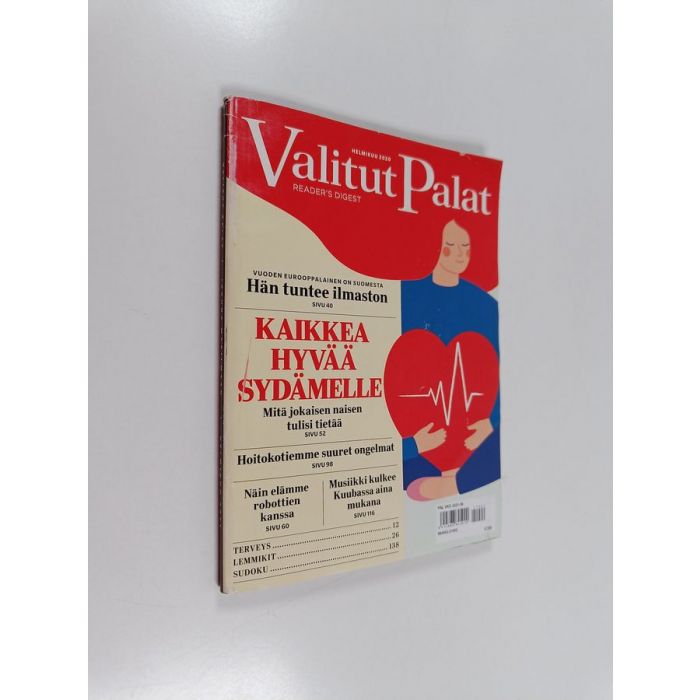 HELMIKUU 2020
Valitut Palat
READER'S DIGEST
VUODEN EUROOPPALAINEN ON SUOMESTA
Hän tuntee ilmaston
SIVU 40
KAIKKEA
HYVÄÄ
SYDÄMELLE
Mitä jokaisen naisen
tulisi tietää
SIVU 52
Hoitokotiemme suuret ongelmat
SIVU 98
Näin elämme
robottien
kanssa
SIVU 60
Musiikki kulkee
Kuubassa aina
mukana
SIVU 116
TERVEYS 12
LEMMIKIT 26
SUDOKU 138